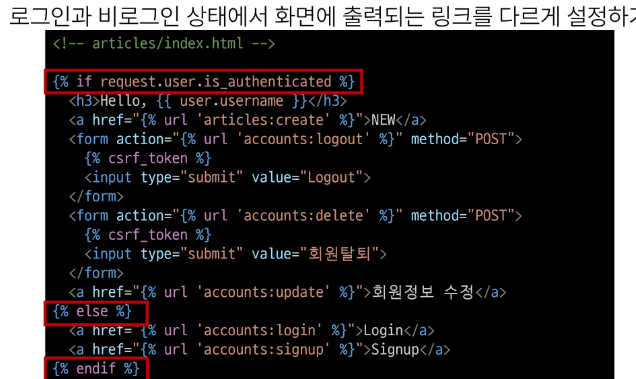 로그인과 비로그인 상태에서 화면에 출력되는 링크를 다르게 설정하기
<!-- articles/index.html -->
{% if request.user.is_authenticated %}
<h3>Hello, {{ user.username }}</h3>
<a href="{% url 'articles:create' %}">NEW</a>
<form action="{% url 'accounts:logout' %}" method="POST">
{% csrf_token %}
<input type="submit" value="Logout">
</form>
<form action="{% url 'accounts:delete' %}" method="POST">
{% csrf_token %}
<input type="submit" value="회원탈퇴">
</form>
<a href="{% url 'accounts:update' %}">회원정보 수정</a>
{% else %}
<a href="{% url 'accounts:login' %}">Login</a>
<a href="{% url 'accounts:signup' %}">Signup</a>
{% endif %}